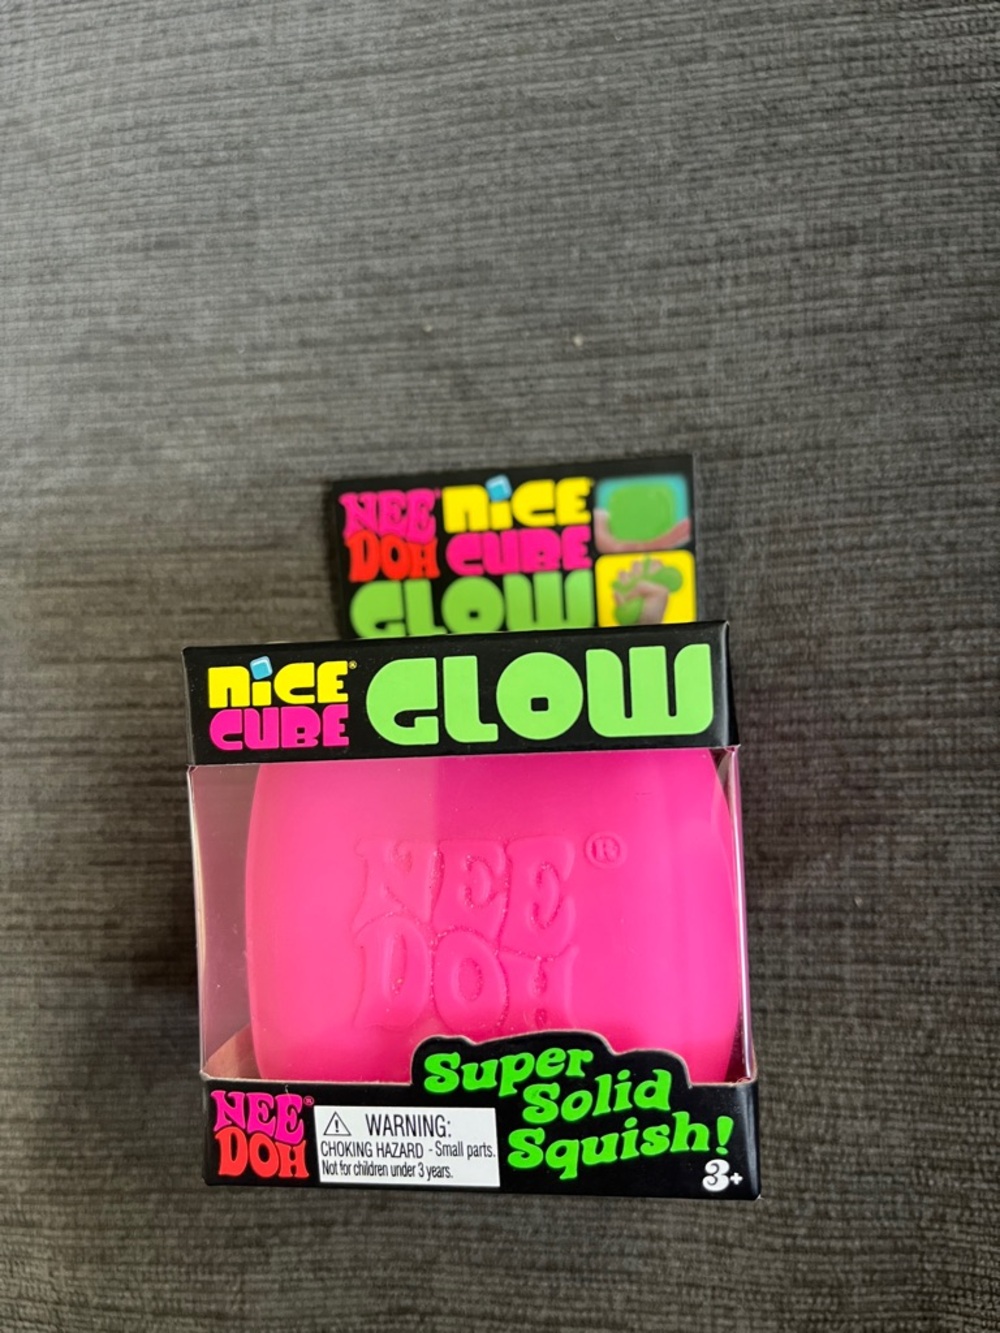 NEE NiCE
DOH CUBE
GLOW
NiCE®
CUBE
GLOW
NEE®
DOH
Super
Solid
Squish!
NEE®
DOH
WARNING:
CHOKING HAZARD - Small parts.
Not for children under 3 years.
3+